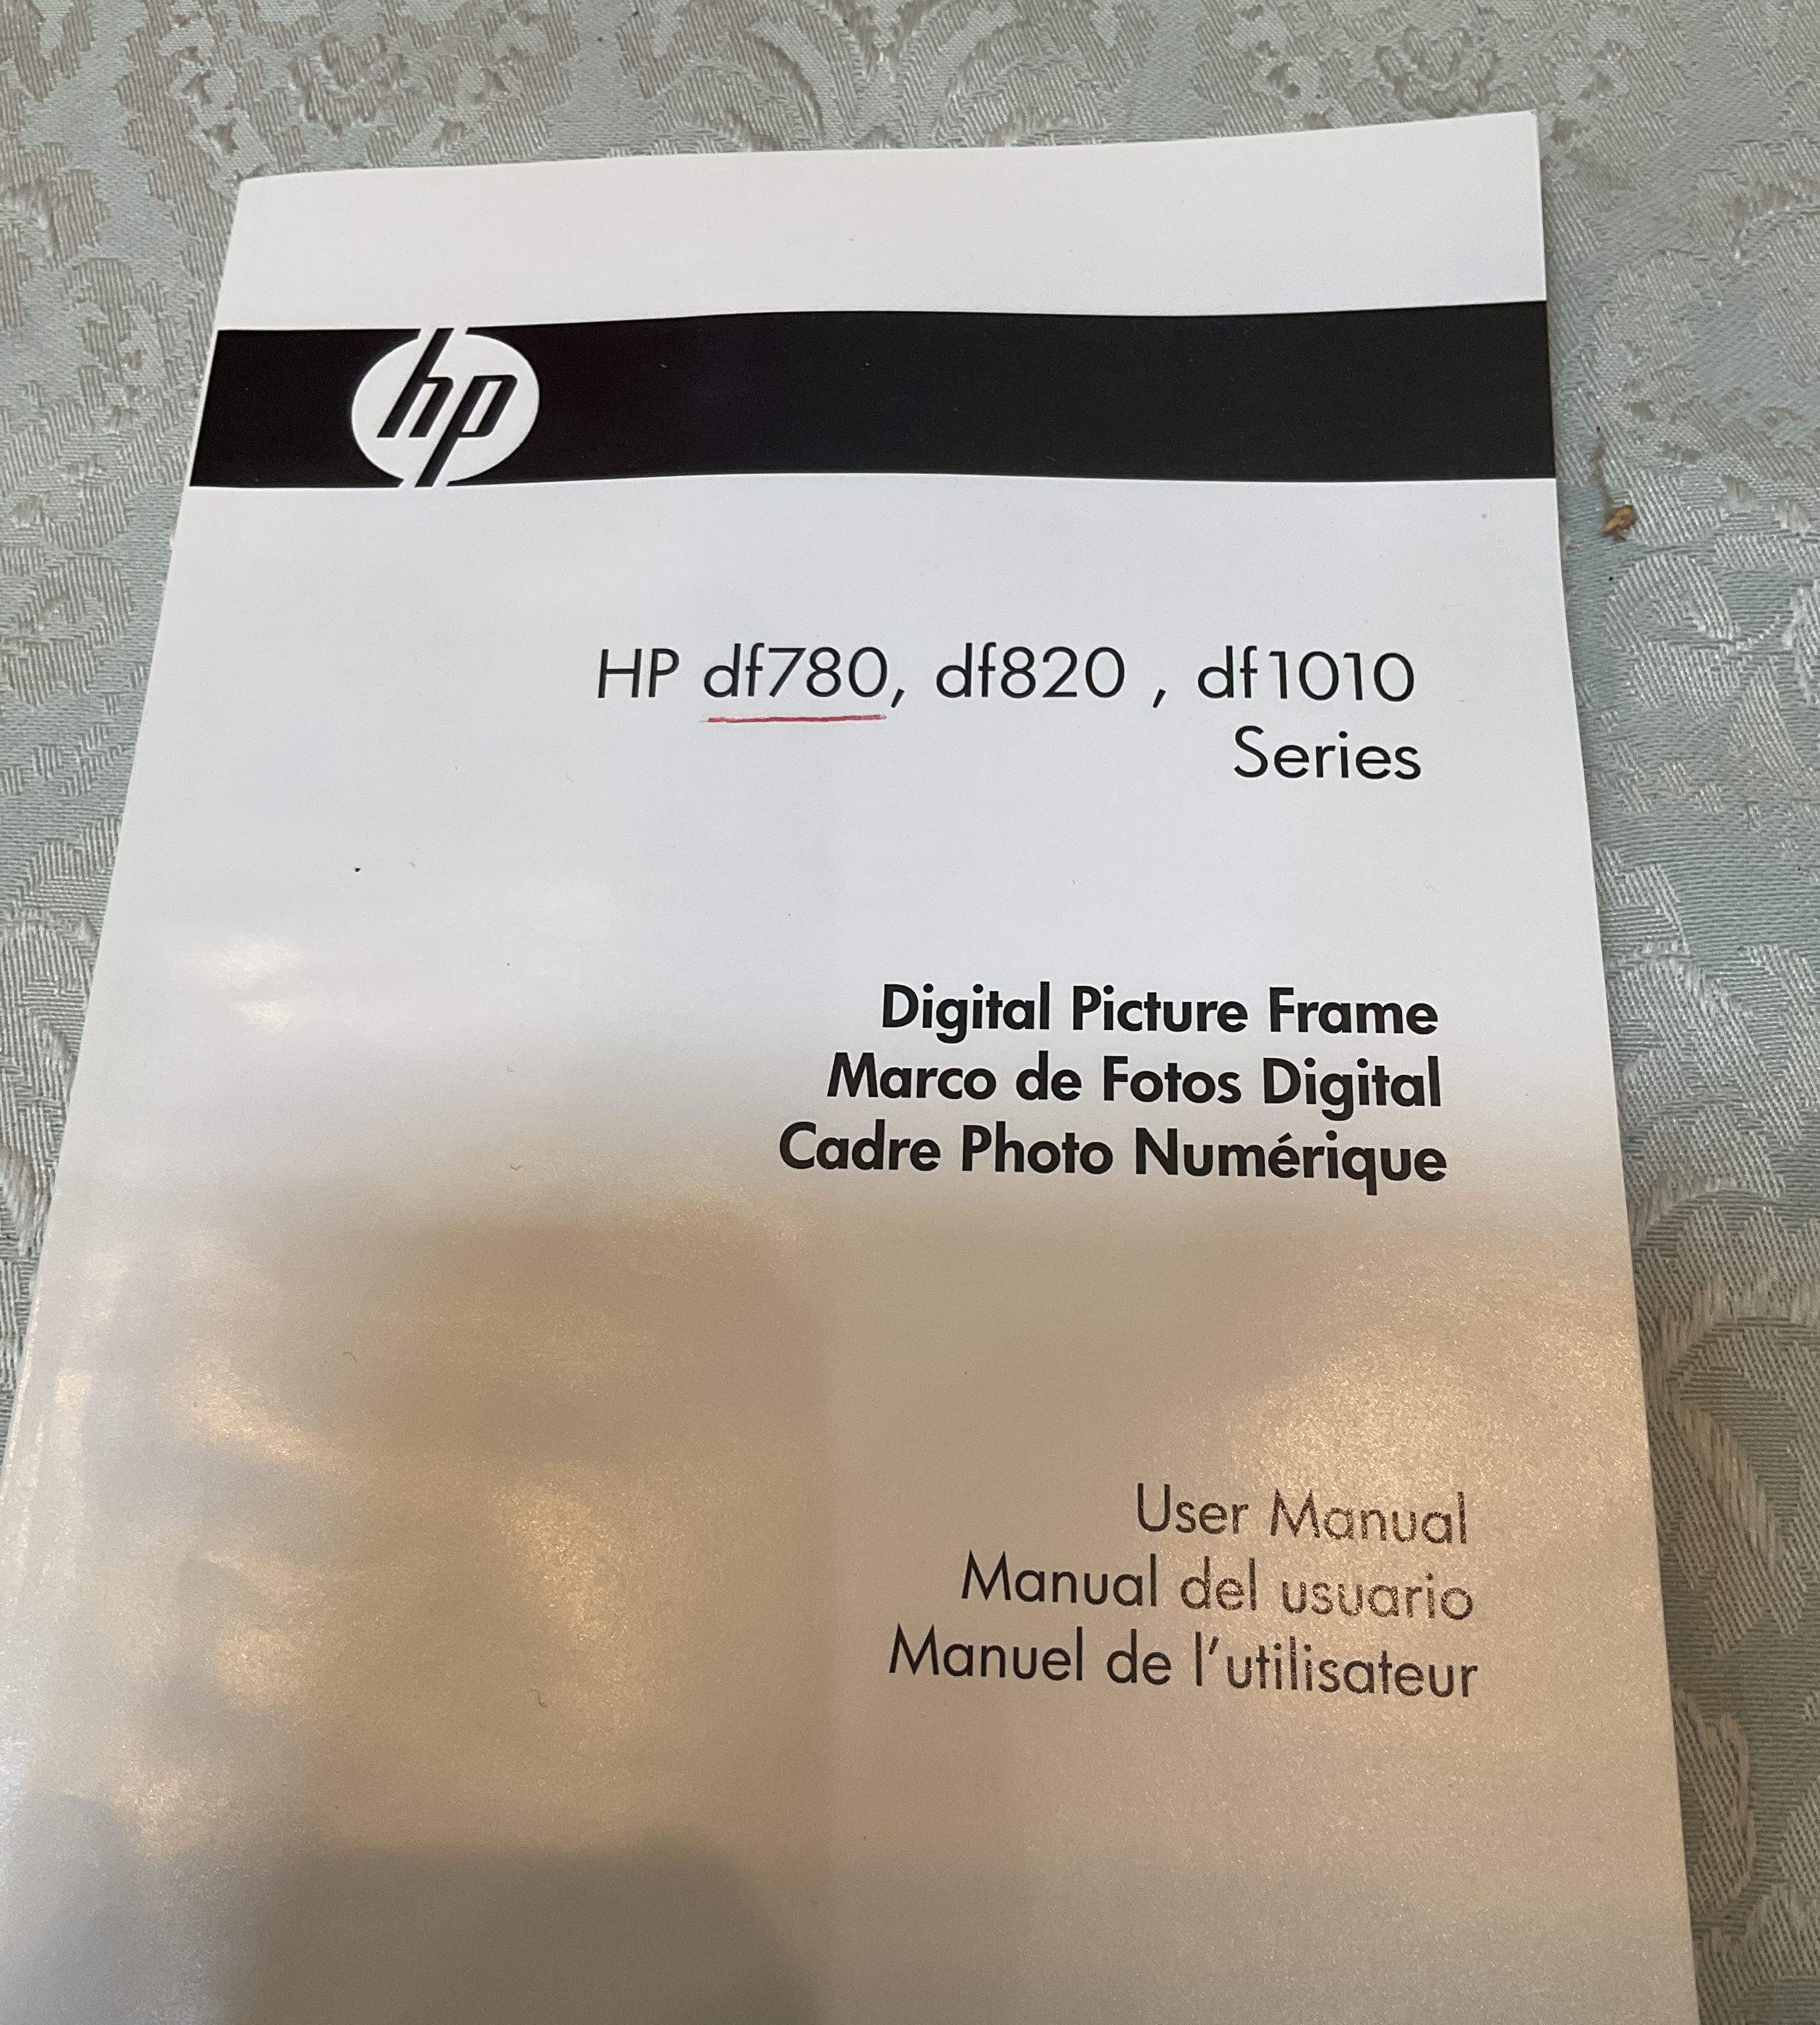 hp
HP df780, df820 , df1010
Series
Digital Picture Frame
Marco de Fotos Digital
Cadre Photo Numérique
User Manual
Manual del usuario
Manuel de l'utilisateur